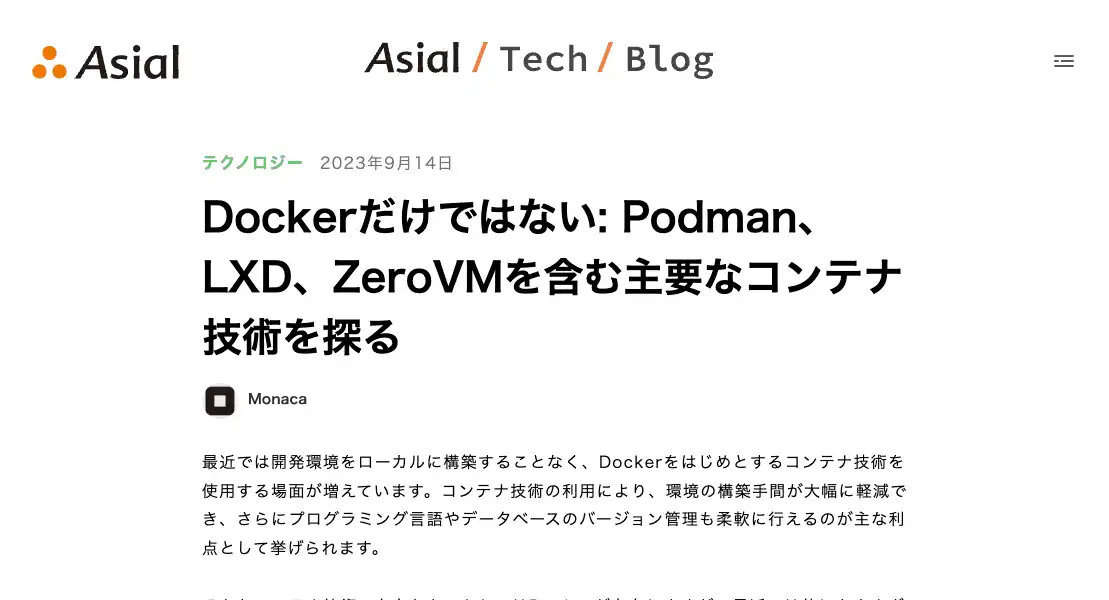 Asial
Asial / Tech / Blog
テクノロジー 2023年9月14日
Dockerだけではない: Podman、
LXD、ZeroVMを含む主要なコンテナ
技術を探る
Monaca
最近では開発環境をローカルに構築することなく、Dockerをはじめとするコンテナ技術を
使用する場面が増えています。コンテナ技術の利用により、環境の構築手間が大幅に軽減で
き、さらにプログラミング言語やデータベースのバージョン管理も柔軟に行えるのが主な利
点として挙げられます。